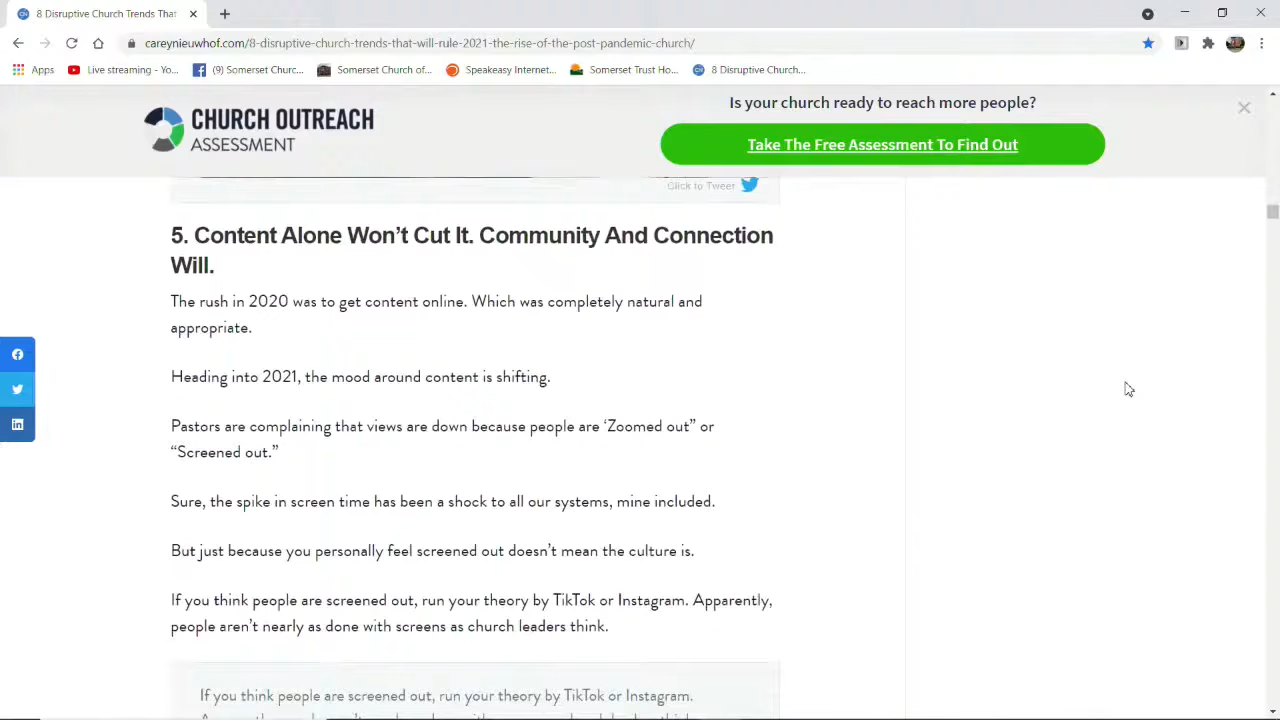 8 Disruptive Church Trends That
careynieuwhof.com/8-disruptive-church-trends-that-will-rule-2021-the-rise-of-the-post-pandemic-church/
Apps
Live streaming - Yo...
(9) Somerset Churc...
Somerset Church of...
Speakeasy Internet...
Somerset Trust Ho...
8 Disruptive Church...
CHURCH OUTREACH
ASSESSMENT
Is your church ready to reach more people?
Take The Free Assessment To Find Out
Click to Tweet
5. Content Alone Won’t Cut It. Community And Connection
Will.
The rush in 2020 was to get content online. Which was completely natural and
appropriate.
Heading into 2021, the mood around content is shifting.
Pastors are complaining that views are down because people are ‘Zoomed out” or
“Screened out.”
Sure, the spike in screen time has been a shock to all our systems, mine included.
But just because you personally feel screened out doesn’t mean the culture is.
If you think people are screened out, run your theory by TikTok or Instagram. Apparently,
people aren’t nearly as done with screens as church leaders think.
If you think people are screened out, run your theory by TikTok or Instagram.